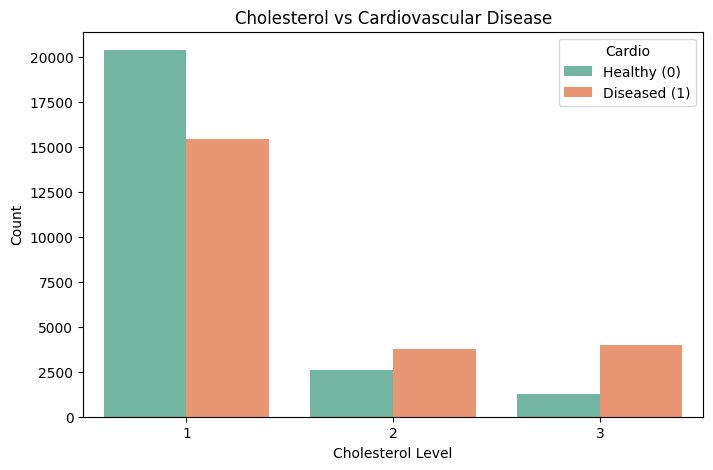 Cholesterol vs Cardiovascular Disease
Cardio
Healthy (0)
Diseased (1)
20000
17500
15000
12500
10000
7500
5000
2500
0
Count
1 2 3
Cholesterol Level